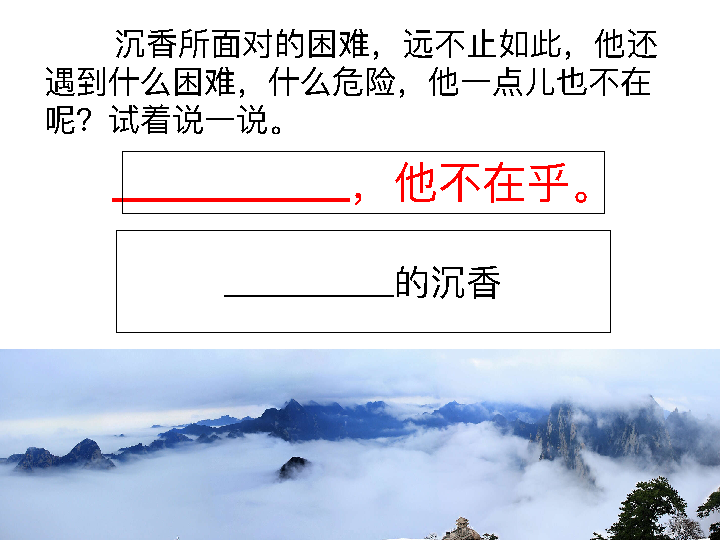 沉香所面对的困难，远不止如此，他还
遇到什么困难，什么危险，他一点儿也不在
呢？试着说一说。
__________，他不在乎。
__________的沉香